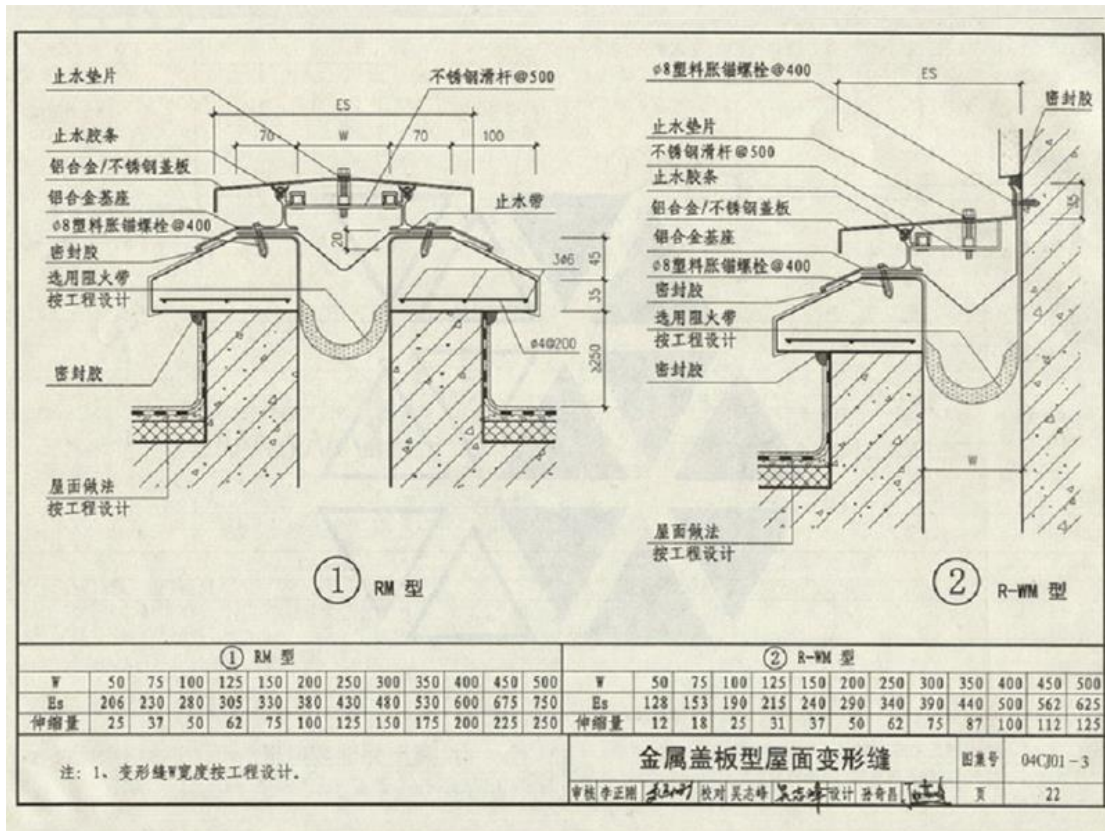 止水垫片
不锈钢滑杆@500
ES
止水胶条
70
W
70
100
铝合金/不锈钢盖板
铝合金基座
止水带
ø8塑料胀锚螺栓@400
密封胶
20
3ø6
45
选用阻火带
按工程设计
35
ø4@200
≥250
密封胶
屋面做法
按工程设计
① RM 型
ø8塑料胀锚螺栓@400
ES
密封胶
止水垫片
不锈钢滑杆@500
止水胶条
35
铝合金/不锈钢盖板
铝合金基座
ø8塑料胀锚螺栓@400
密封胶
选用阻火带
按工程设计
密封胶
W
屋面做法
按工程设计
② R-WM 型
① RM 型
W 50 75 100 125 150 200 250 300 350 400 450 500
Es 206 230 280 305 330 380 430 480 530 600 675 750
伸缩量 25 37 50 62 75 100 125 150 175 200 225 250
② R-WM 型
W 50 75 100 125 150 200 250 300 350 400 450 500
Es 128 153 190 215 240 290 340 390 440 500 562 625
伸缩量 12 18 25 31 37 50 62 75 87 100 112 125
注: 1、变形缝W宽度按工程设计。
金属盖板型屋面变形缝
图集号 04CJ01-3
审核 李正刚 校对 吴志峰 吴志峰 设计 孙奇昌
页 22